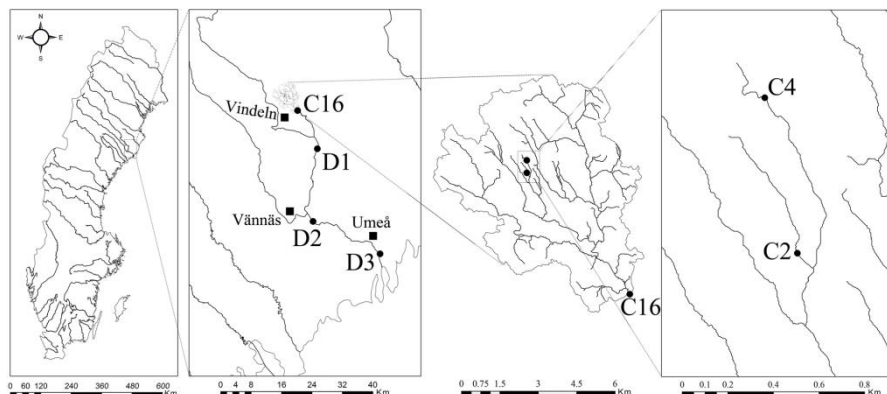 N
W E
S
C16
Vindeln
D1
Vännäs
D2
Umeå
D3
C16
C4
C2
0 60 120 240 360 480 600
Km
0 4 8 16 24 32 40
Km
0 0.75 1.5 3 4.5 6
Km
0 0.1 0.2 0.4 0.6 0.8
Km